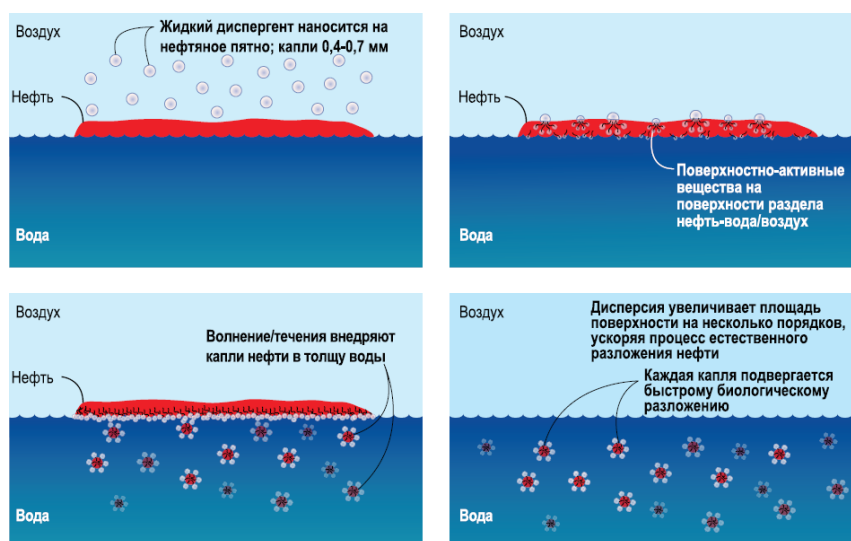 Воздух
Жидкий диспергент наносится на
нефтяное пятно; капли 0,4-0,7 мм
Нефть
Вода
Воздух
Нефть
Поверхностно-активные
вещества на
поверхности раздела
нефть-вода/воздух
Вода
Воздух
Волнение/течения внедряют
капли нефти в толщу воды
Нефть
Вода
Воздух
Дисперсия увеличивает площадь
поверхности на несколько порядков,
ускоряя процесс естественного
разложения нефти
Каждая капля подвергается
быстрому биологическому
разложению
Вода